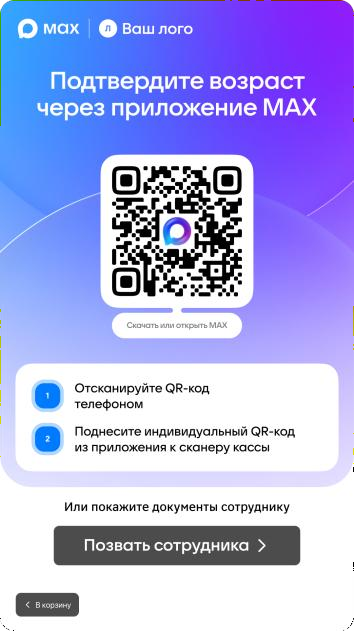 max | Л Ваш лого
Подтвердите возраст
через приложение MAX
Скачать или открыть MAX
1 Отсканируйте QR-код
телефоном
2 Поднесите индивидуальный QR-код
из приложения к сканеру кассы
Или покажите документы сотруднику
Позвать сотрудника
В корзину